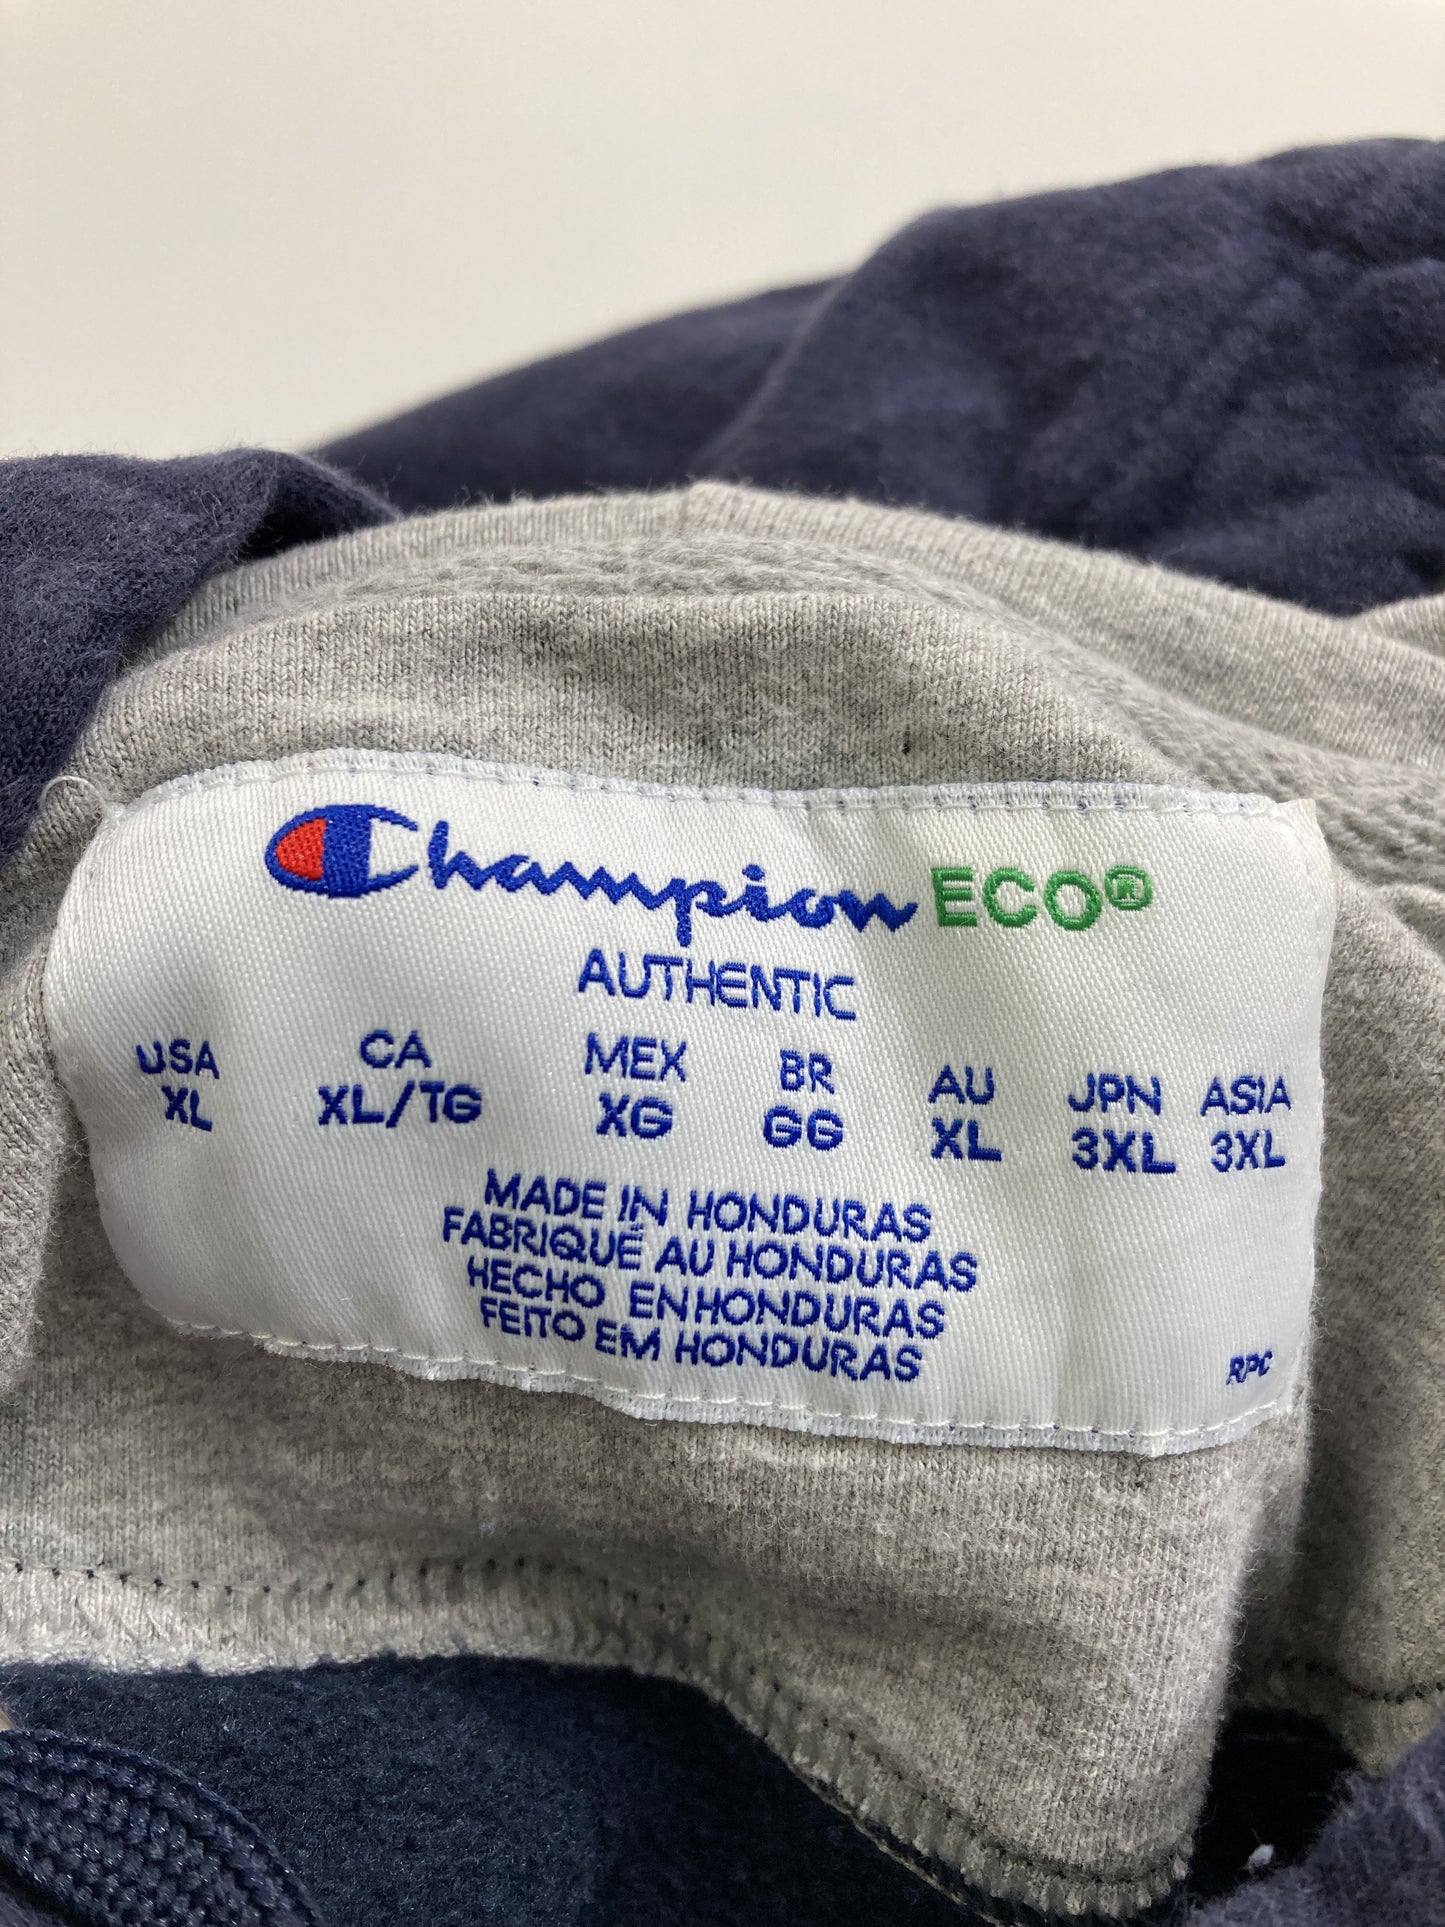 Champion ECO®
AUTHENTIC
USA CA MEX BR AU JPN ASIA
XL XL/TG XG GG XL 3XL 3XL
MADE IN HONDURAS
FABRIQUÉ AU HONDURAS
HECHO EN HONDURAS
FEITO EM HONDURAS
RPC